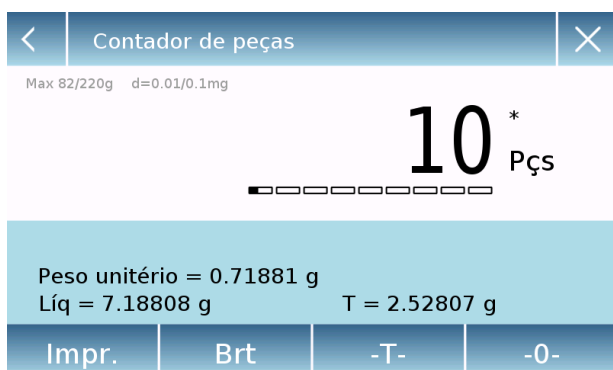 Contador de peças
Max 82/220g d=0.01/0.1mg
10 * Pçs
Peso unitério = 0.71881 g
Líq = 7.18808 g T = 2.52807 g
Impr. Brt -T- -0-